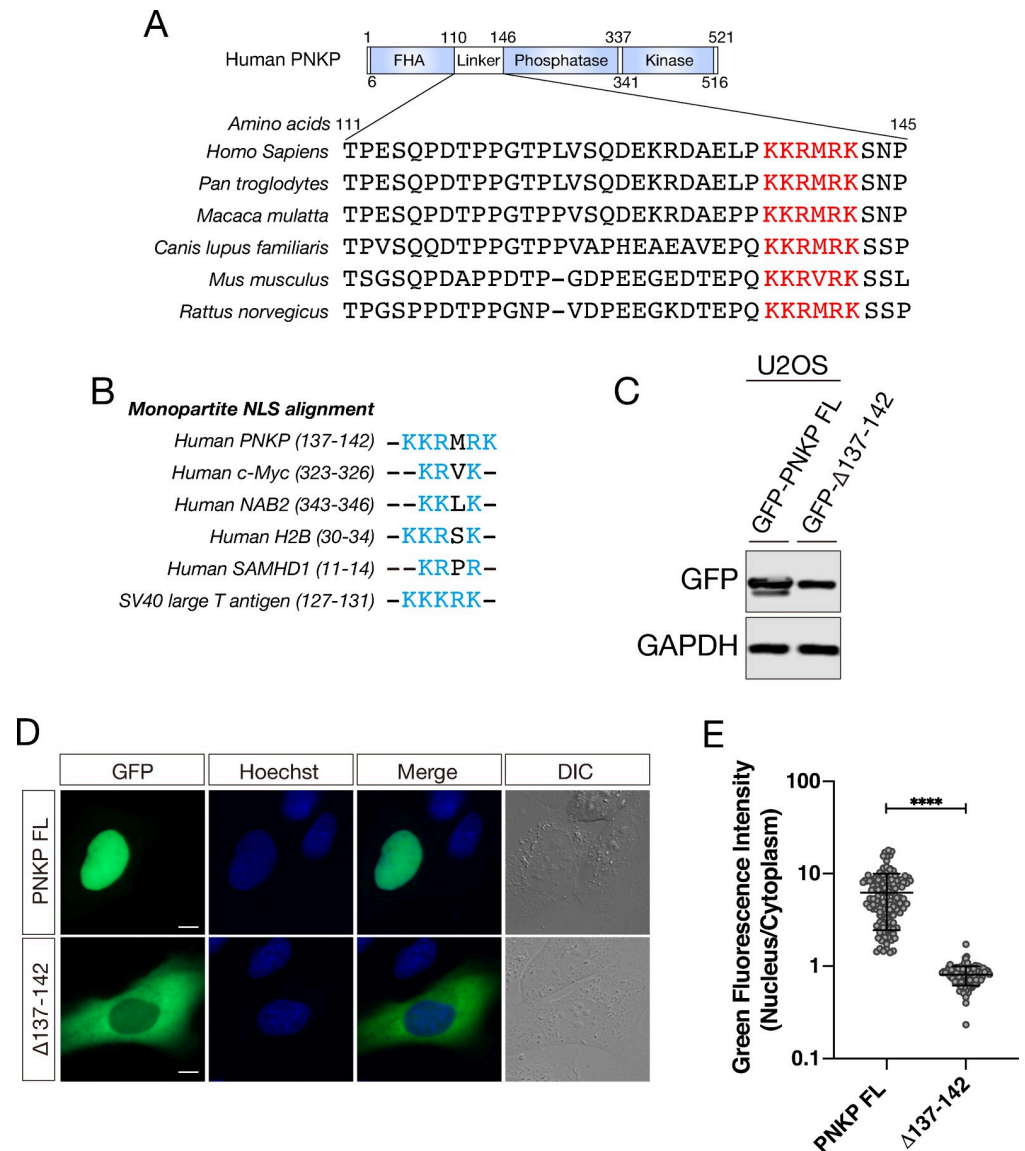 A
1 110 146 337 521
Human PNKP FHA Linker Phosphatase Kinase
6 341 516
Amino acids 111 145
Homo Sapiens TPESQPDTPPGTPLVSQDEKRDAELPKKRMRKSNP
Pan troglodytes TPESQPDTPPGTPLVSQDEKRDAELPKKRMRKSNP
Macaca mulatta TPESQPDTPPGTPPVSQDEKRDAEPPKKRMRKSNP
Canis lupus familiaris TPVSQQDTPPGTPPVAPHEAEAVEPQKKRMRKSSP
Mus musculus TSGSQPDAPPDTP-GDPEEGEDTEPQKKRVRKSSL
Rattus norvegicus TPGSPPDTPPGNP-VDPEEGKDTEPQKKRMRKSSP
B
Monopartite NLS alignment
Human PNKP (137-142) -KKRMRK
Human c-Myc (323-326) --KRVK-
Human NAB2 (343-346) --KKLK-
Human H2B (30-34) -KKRSK-
Human SAMHD1 (11-14) --KRPR-
SV40 large T antigen (127-131) -KKKRK-
C
U2OS
GFP-PNKP FL
GFP-Δ137-142
GFP
GAPDH
D
GFP Hoechst Merge DIC
PNKP FL
Δ137-142
E
Green Fluorescence Intensity
(Nucleus/Cytoplasm)
100
10
1
0.1
****
PNKP FL
Δ137-142